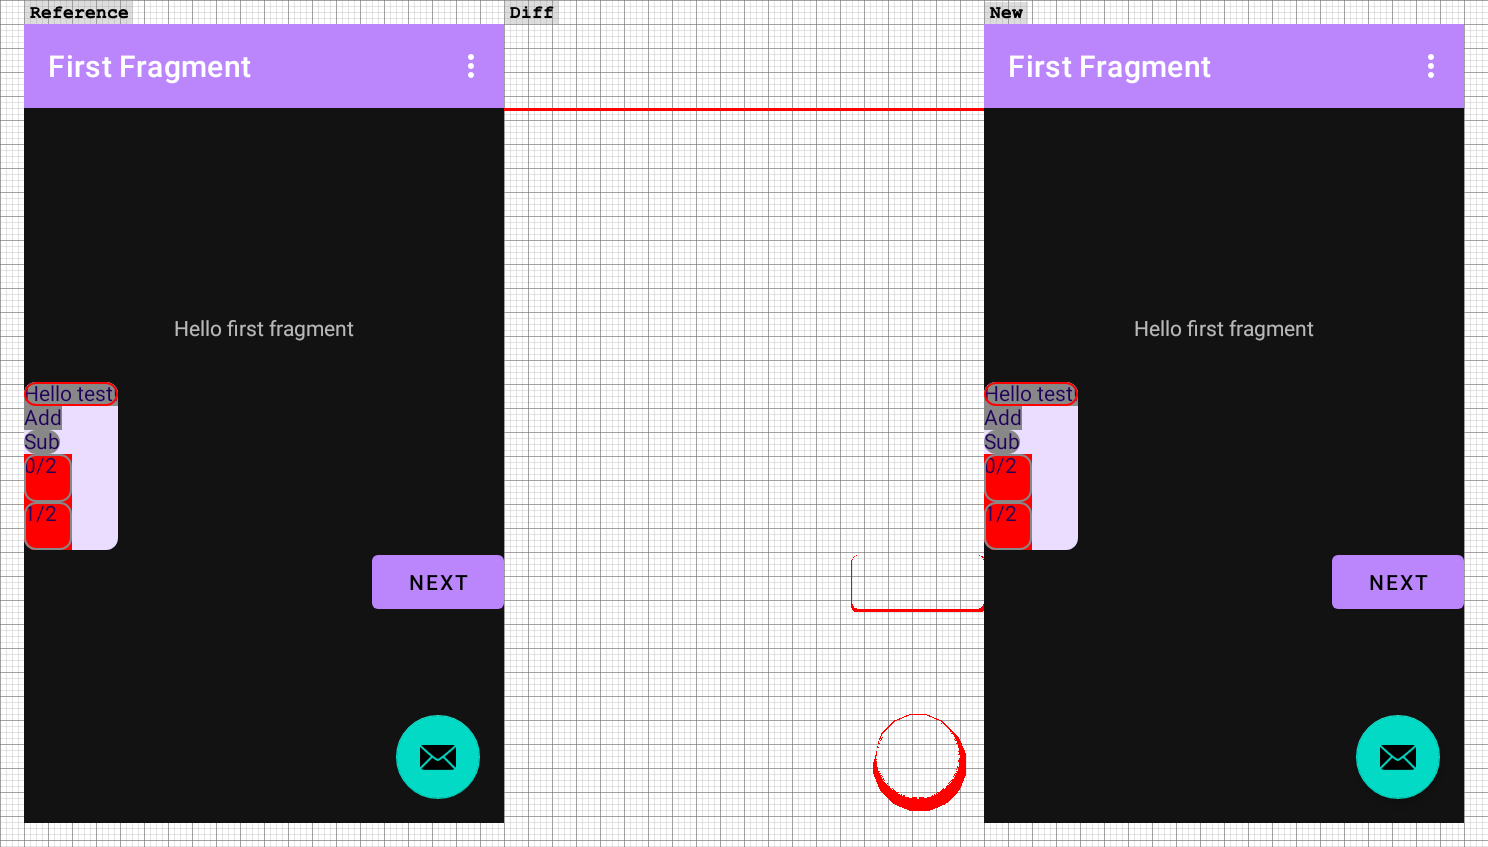 Reference
Diff
New
First Fragment
First Fragment
Hello first fragment
Hello first fragment
Hello test
Add
Sub
0/2
1/2
Hello test
Add
Sub
0/2
1/2
NEXT
NEXT